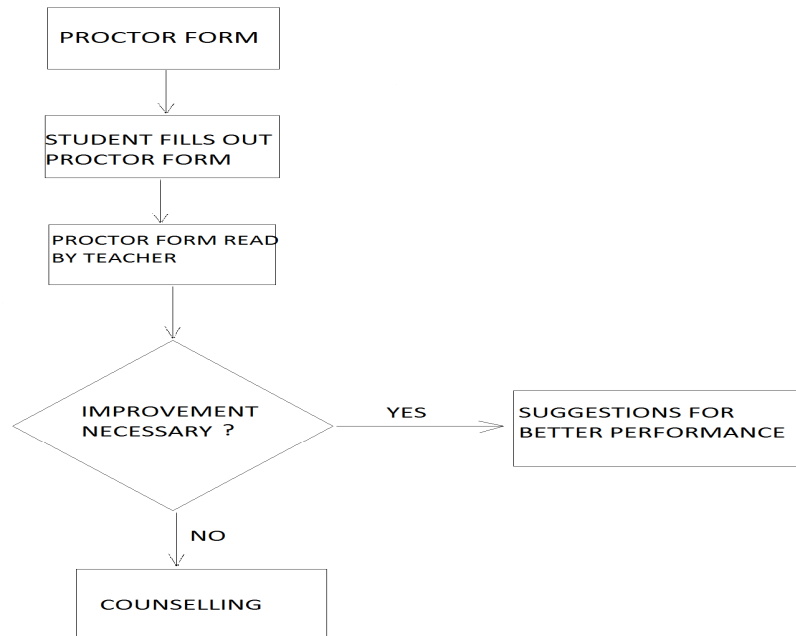 PROCTOR FORM
STUDENT FILLS OUT
PROCTOR FORM
PROCTOR FORM READ
BY TEACHER
IMPROVEMENT
NECESSARY ?
YES
SUGGESTIONS FOR
BETTER PERFORMANCE
NO
COUNSELLING